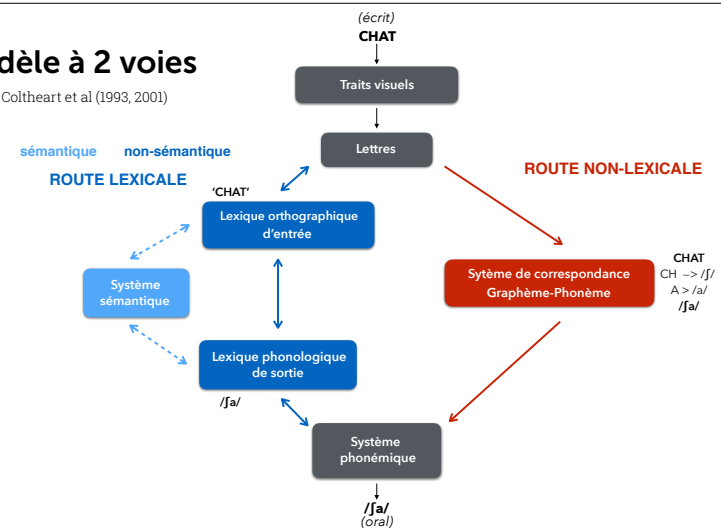 (écrit)
CHAT
dèle à 2 voies
Coltheart et al (1993, 2001)
Traits visuels
Lettres
sémantique non-sémantique
ROUTE LEXICALE
ROUTE NON-LEXICALE
'CHAT'
Lexique orthographique
d'entrée
Système
sémantique
Sytème de correspondance
Graphème-Phonème
CHAT
CH –> /ʃ/
A > /a/
/ʃa/
Lexique phonologique
de sortie
/ʃa/
Système
phonémique
/ʃa/
(oral)